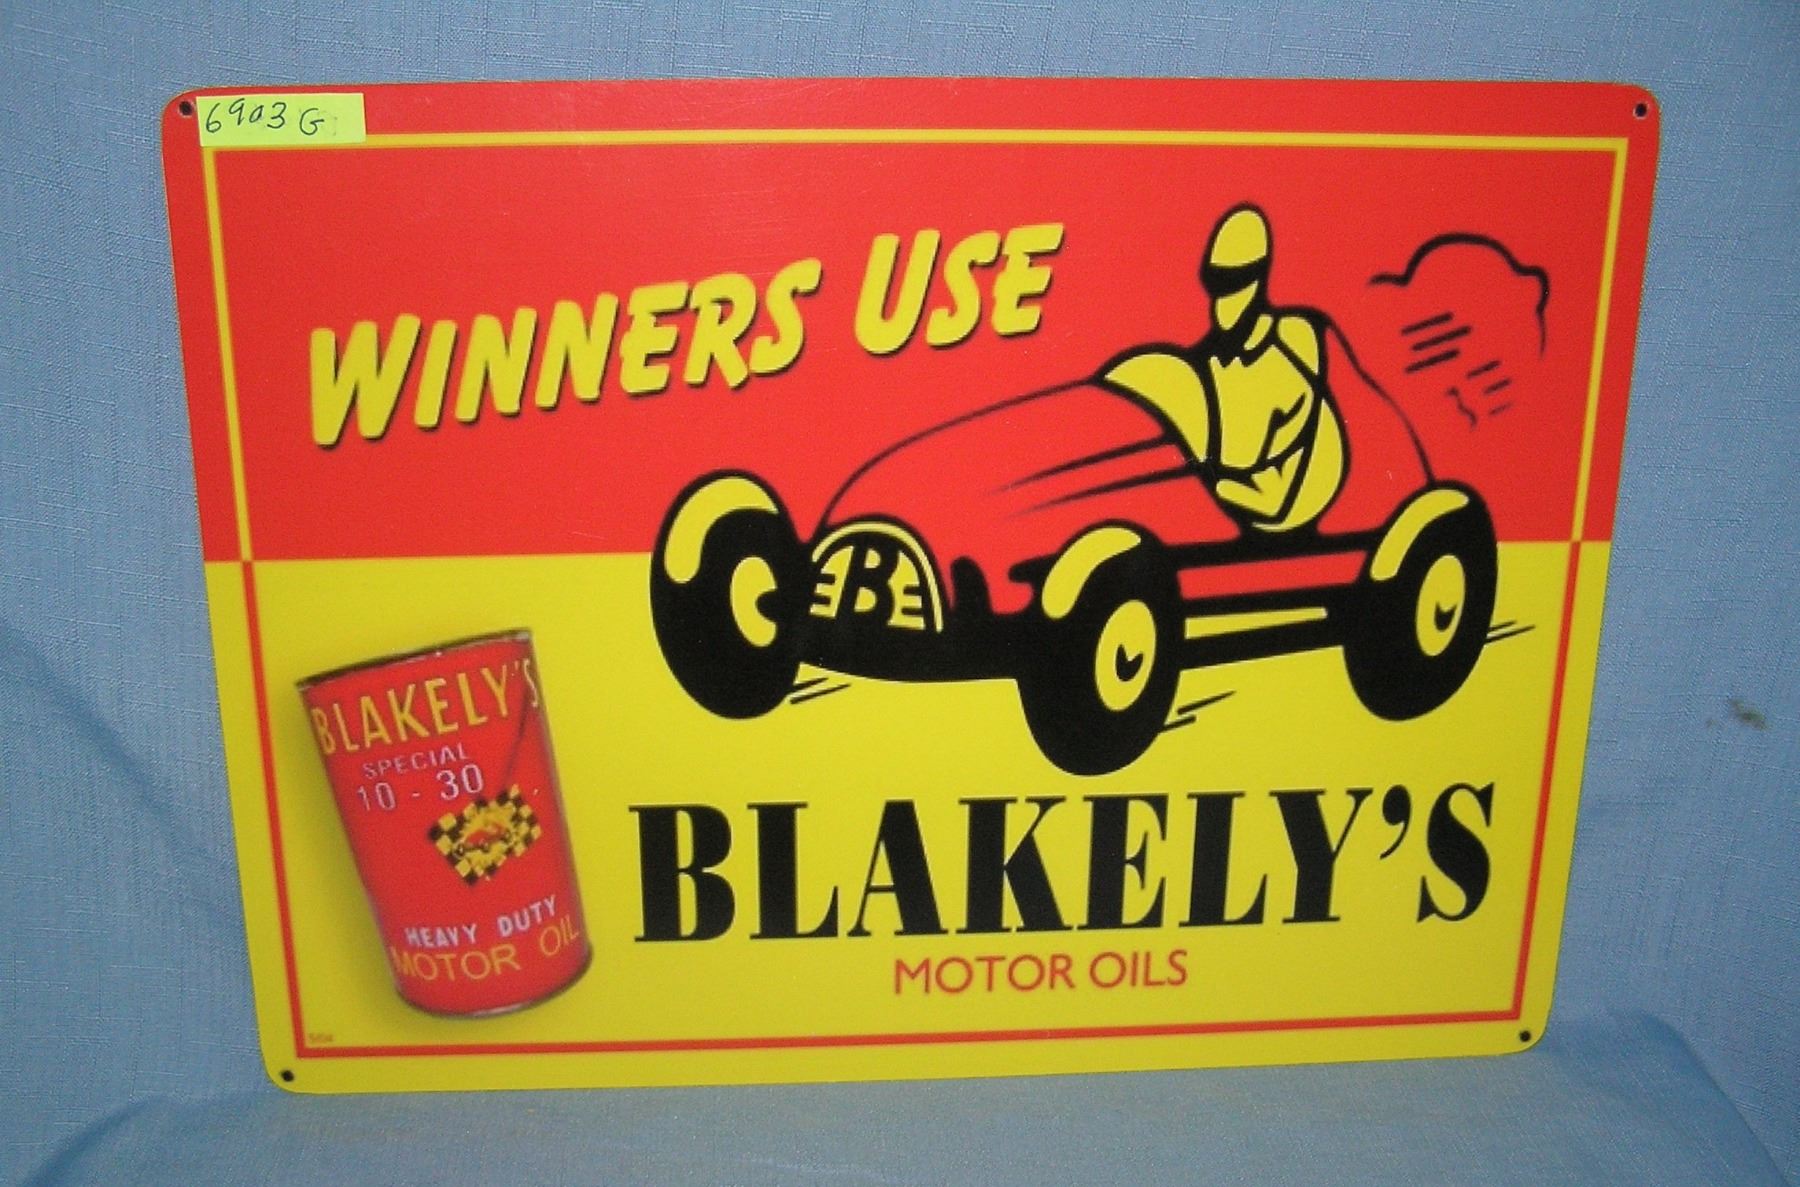 6903 G
WINNERS USE
B
BLAKELY'S
SPECIAL
10 - 30
HEAVY DUTY
MOTOR OIL
BLAKELY'S
MOTOR OILS